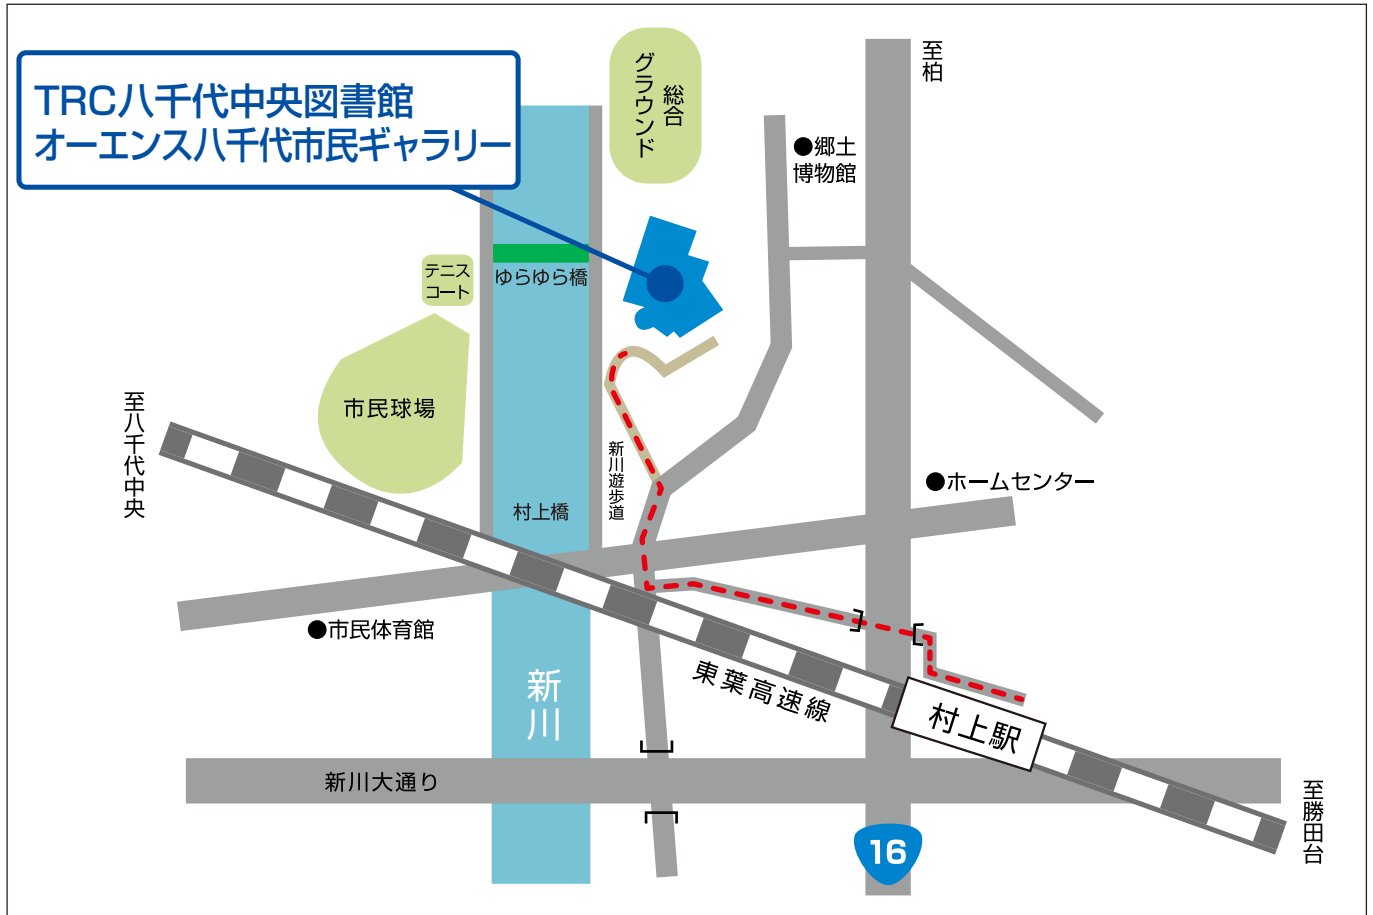 TRC八千代中央図書館
オーエンス八千代市民ギャラリー
総合
グラウンド
至柏
●郷土
博物館
テニス
コート
ゆらゆら橋
市民球場
至八千代中央
新川遊歩道
村上橋
●ホームセンター
●市民体育館
新川
東葉高速線
村上駅
新川大通り
至勝田台
16